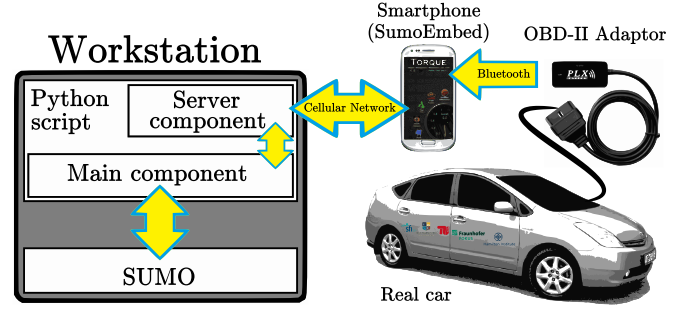 Workstation
Python
script
Server
component
Main component
SUMO
Cellular Network
Smartphone
(SumoEmbed)
TORQUE
Bluetooth
OBD-II Adaptor
PLX
Fraunhofer
Real car